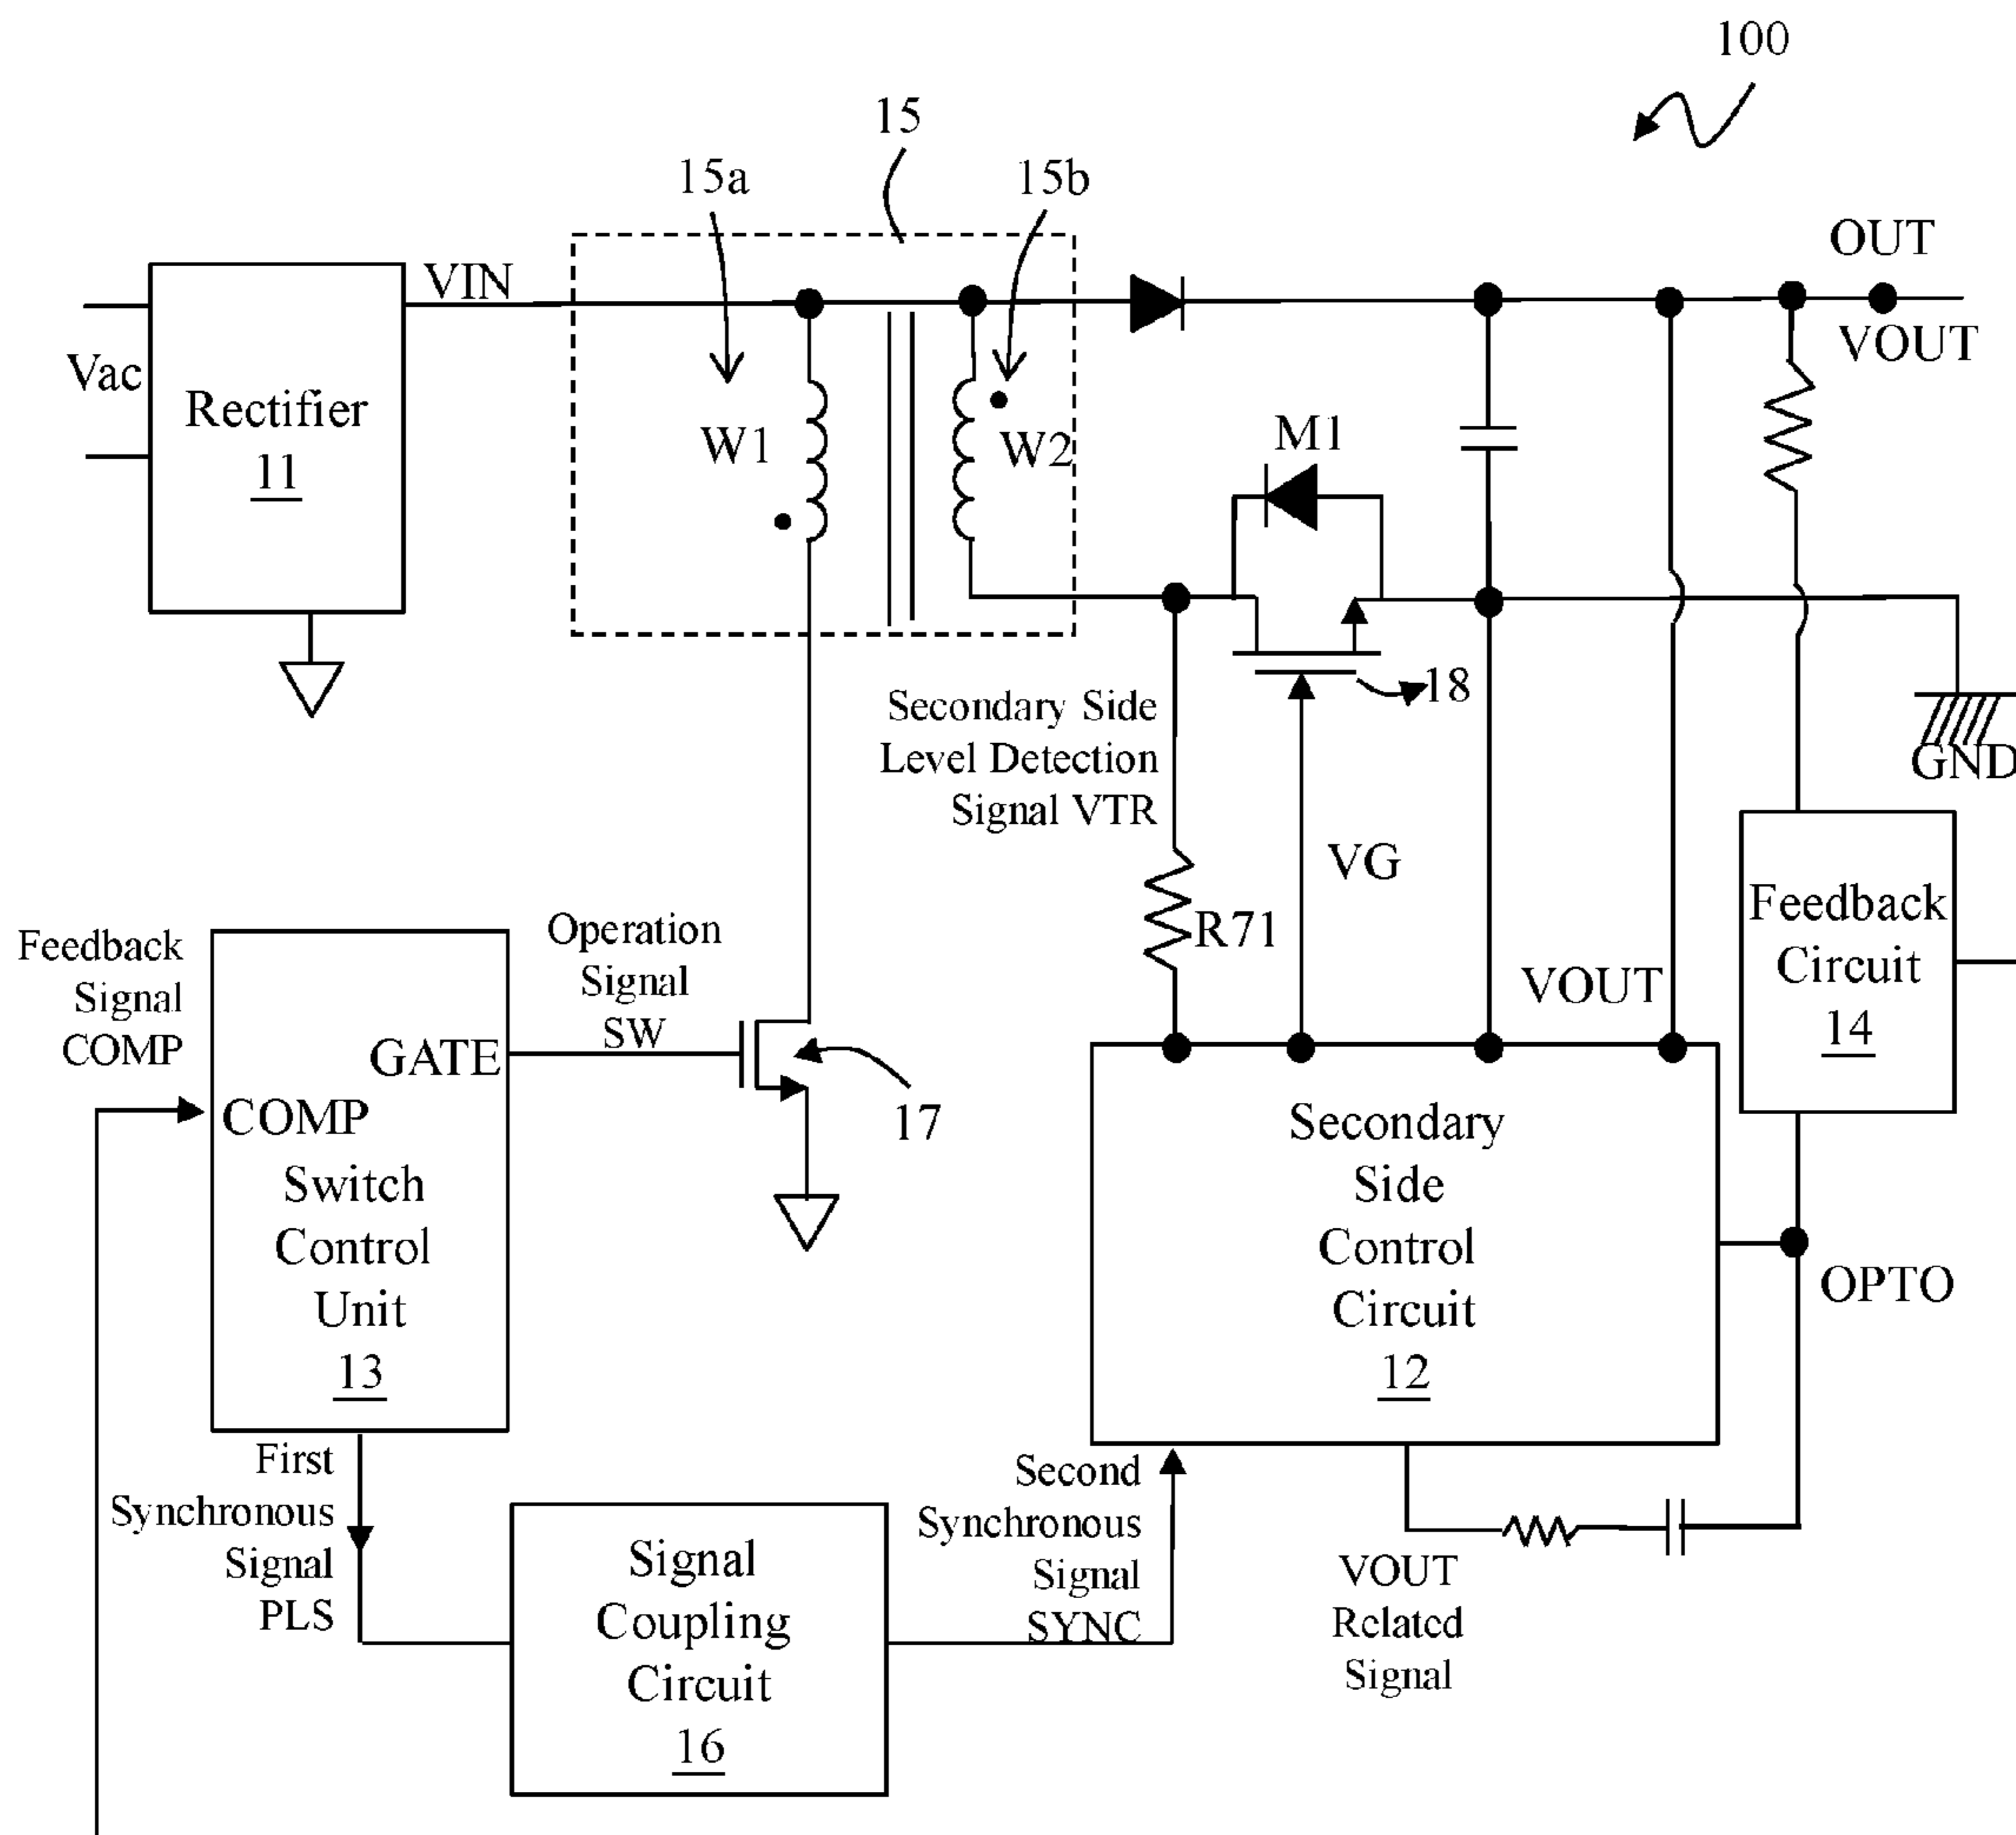 100
15
15a
15b
OUT
VIN
VOUT
Vac
Rectifier
11
W1
W2
M1
18
Secondary Side
Level Detection
Signal VTR
GND
VG
R71
VOUT
Feedback
Circuit
14
Feedback
Signal
COMP
Operation
Signal
SW
GATE
COMP
Switch
Control
Unit
13
17
Secondary
Side
Control
Circuit
12
OPTO
First
Synchronous
Signal
PLS
Signal
Coupling
Circuit
16
Second
Synchronous
Signal
SYNC
VOUT
Related
Signal